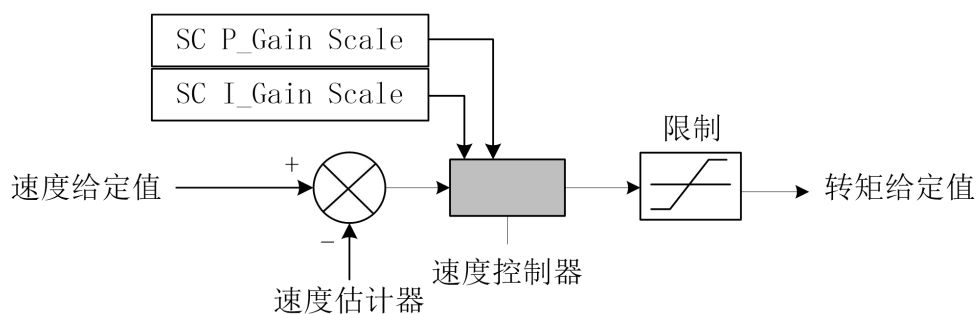 SC P_Gain Scale
SC I_Gain Scale
限制
+
速度给定值
转矩给定值
−
速度控制器
速度估计器